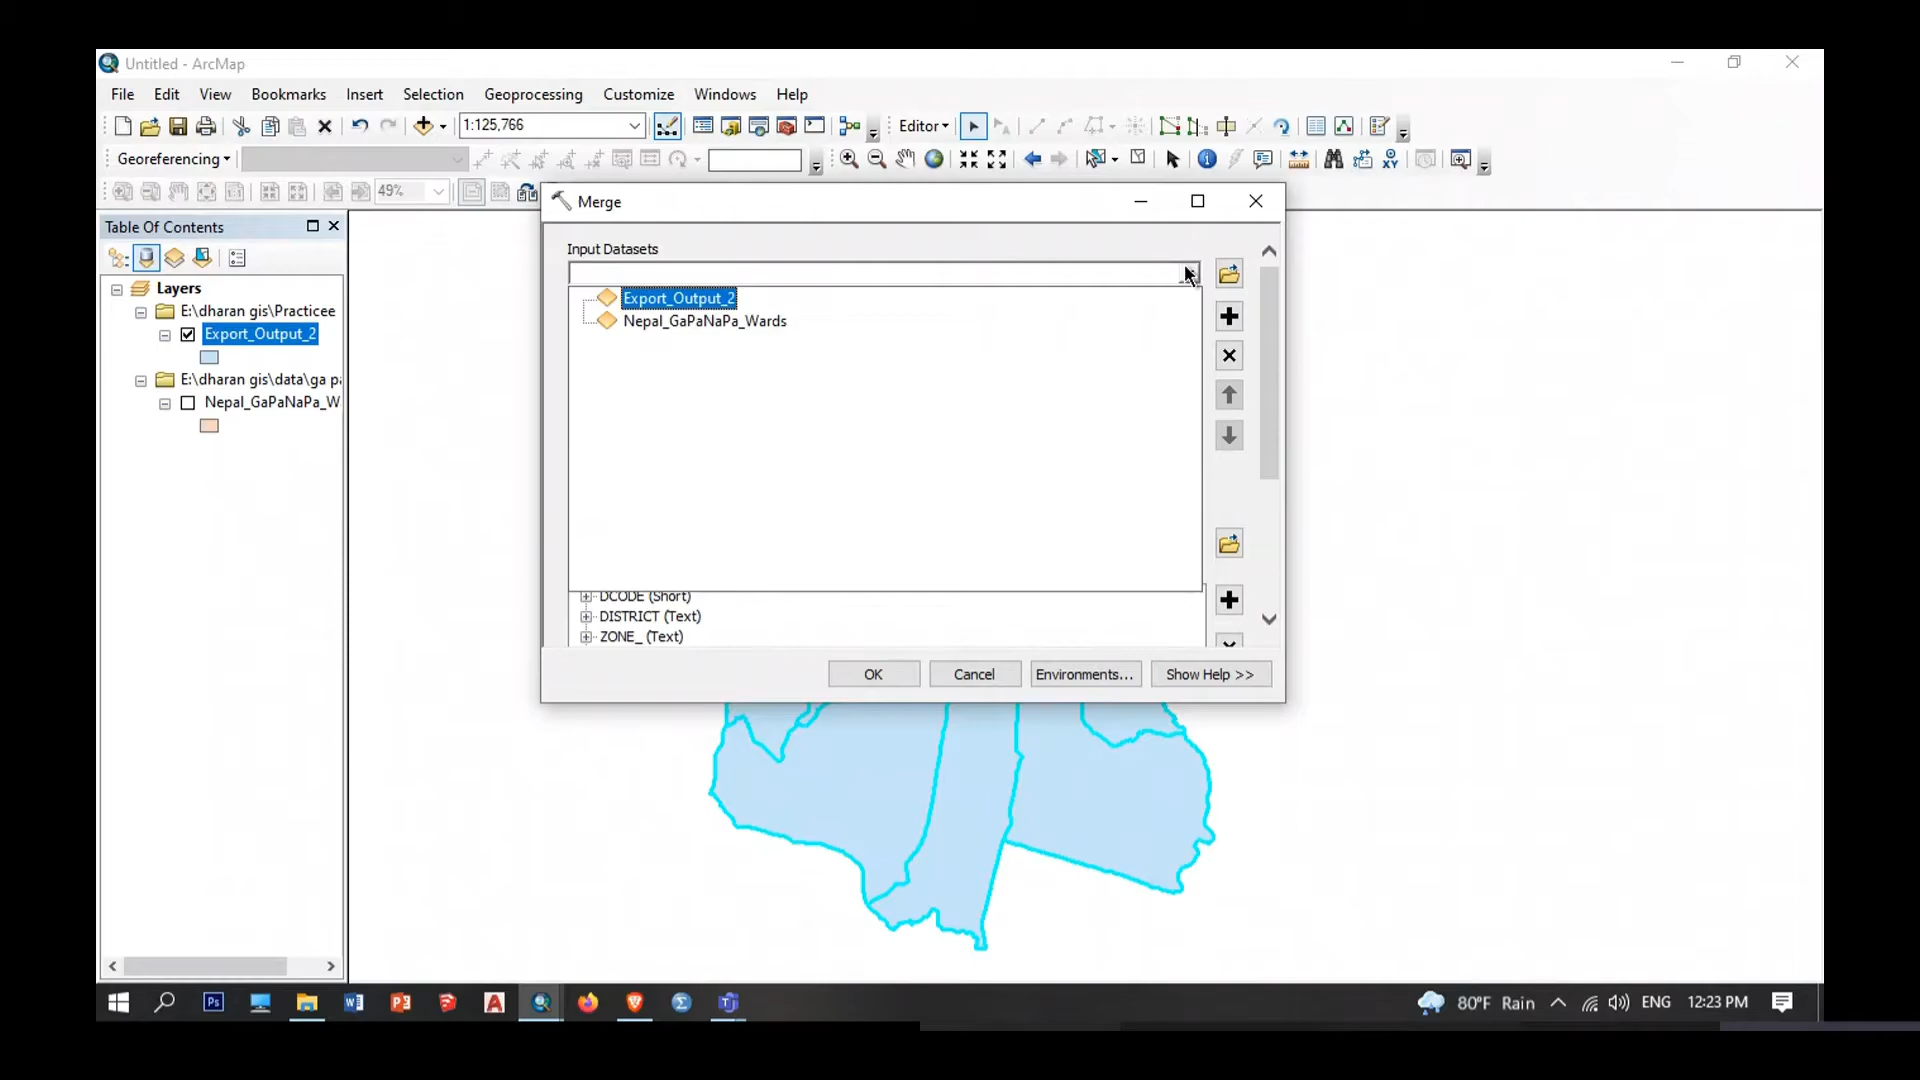 Untitled - ArcMap
File Edit View Bookmarks Insert Selection Geoprocessing Customize Windows Help
1:125,766
Editor
Georeferencing
49%
Merge
Table Of Contents
Input Datasets
Layers
E:\dharan gis\Practicee
Export_Output_2
E:\dharan gis\data\ga pa
Nepal_GaPaNaPa_W
Export_Output_2
Nepal_GaPaNaPa_Wards
DCODE (Short)
DISTRICT (Text)
ZONE_ (Text)
OK Cancel Environments... Show Help >>
80°F Rain ENG 12:23 PM